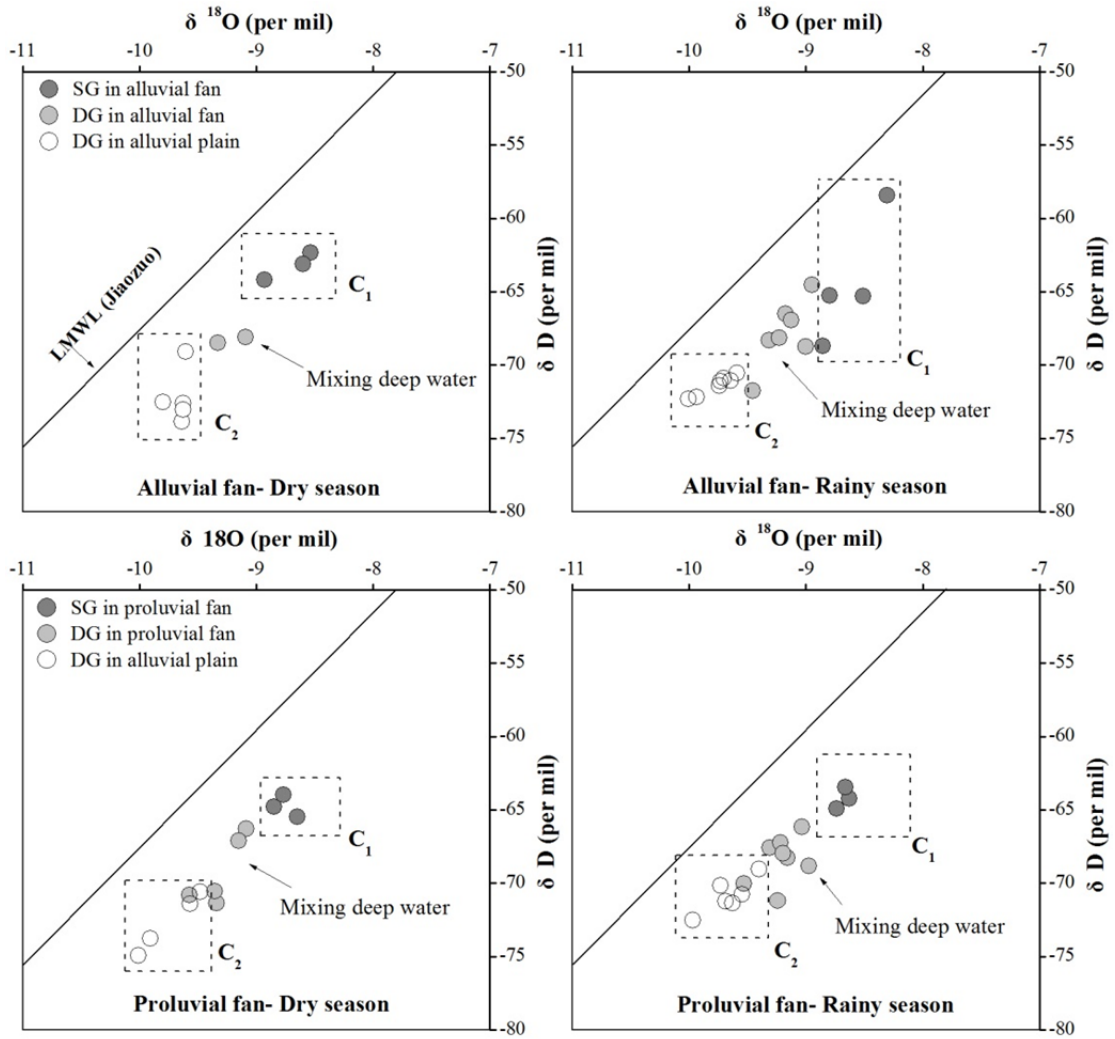 δ 18O (per mil)
-11 -10 -9 -8 -7
-50
SG in alluvial fan
DG in alluvial fan
DG in alluvial plain
-55
-60
-65
-70
-75
-80
δ D (per mil)
LMWL (Jiaozuo)
C1
Mixing deep water
C2
Alluvial fan- Dry season
δ 18O (per mil)
-11 -10 -9 -8 -7
-50
-55
-60
-65
-70
-75
-80
δ D (per mil)
C1
Mixing deep water
C2
Alluvial fan- Rainy season
δ 18O (per mil)
-11 -10 -9 -8 -7
-50
SG in proluvial fan
DG in proluvial fan
DG in alluvial plain
-55
-60
-65
-70
-75
-80
δ D (per mil)
C1
Mixing deep water
C2
Proluvial fan- Dry season
δ 18O (per mil)
-11 -10 -9 -8 -7
-50
-55
-60
-65
-70
-75
-80
δ D (per mil)
C1
Mixing deep water
C2
Proluvial fan- Rainy season